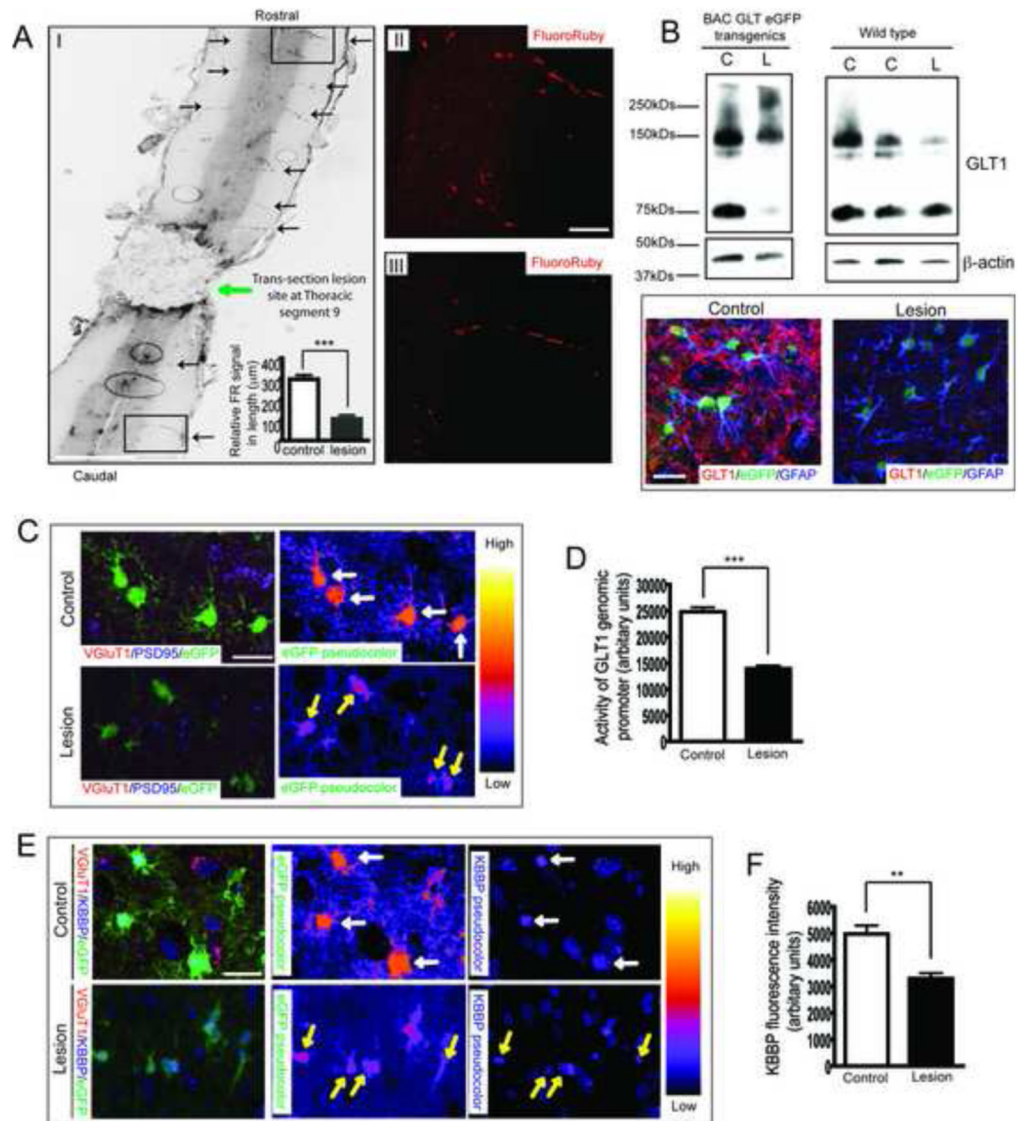 A
Rostral
I
Trans-section lesion
site at Thoracic
segment 9
Relative FR signal
in length (μm)
400
300
200
100
0
***
control
lesion
Caudal
II
FluoroRuby
III
FluoroRuby
B
BAC GLT eGFP
transgenics
Wild type
C L
C C L
250kDs
150kDs
75kDs
50kDs
37kDs
GLT1
β-actin
Control
Lesion
GLT1/eGFP/GFAP
GLT1/eGFP/GFAP
C
Control
VGluT1/PSD95/eGFP
eGFP pseudocolor
Lesion
VGluT1/PSD95/eGFP
eGFP pseudocolor
High
Low
D
Activity of GLT1 genomic
promoter (arbitary units)
30000
25000
20000
15000
10000
5000
0
***
Control
Lesion
E
Control
VGluT1/KBBP/eGFP
eGFP pseudocolor
KBBP pseudocolor
Lesion
VGluT1/KBBP/eGFP
eGFP pseudocolor
KBBP pseudocolor
High
Low
F
KBBP fluorescence intensity
(arbitary units)
6000
5000
4000
3000
2000
1000
0
**
Control
Lesion